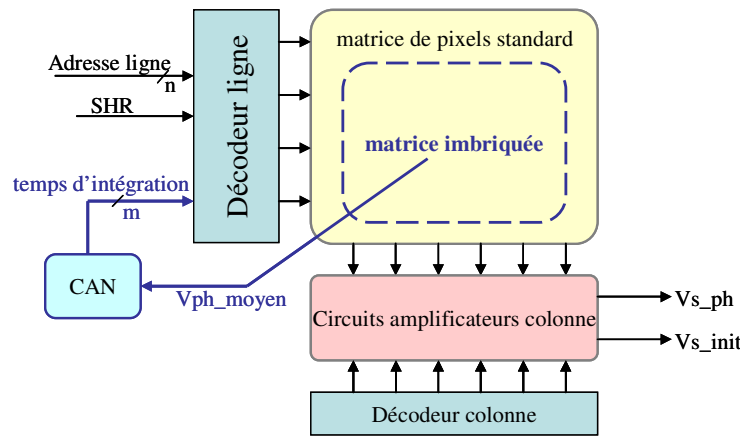 matrice de pixels standard
Adresse ligne
n
SHR
Décodeur ligne
matrice imbriquée
temps d'intégration
m
CAN
Vph_moyen
Circuits amplificateurs colonne
Vs_ph
Vs_init
Décodeur colonne